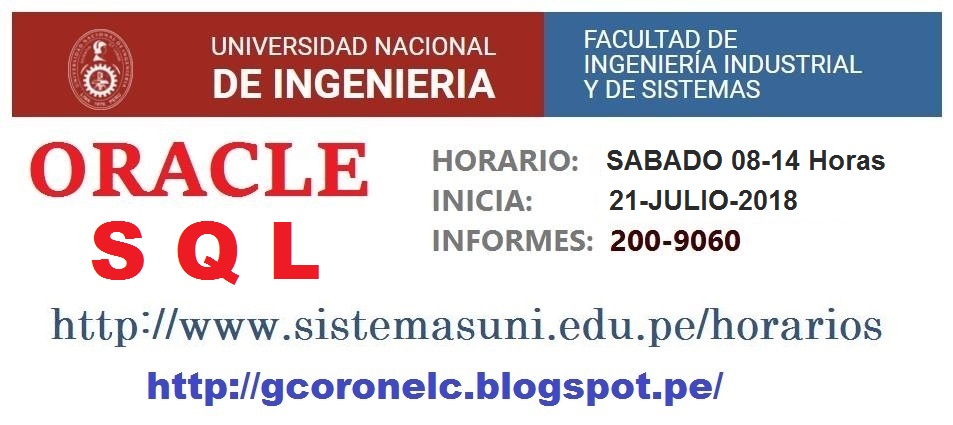 UNIVERSIDAD NACIONAL
DE INGENIERIA
FACULTAD DE
INGENIERÍA INDUSTRIAL
Y DE SISTEMAS
ORACLE
SQL
HORARIO: SABADO 08-14 Horas
INICIA: 21-JULIO-2018
INFORMES: 200-9060
http://www.sistemasuni.edu.pe/horarios
http://gcoronelc.blogspot.pe/